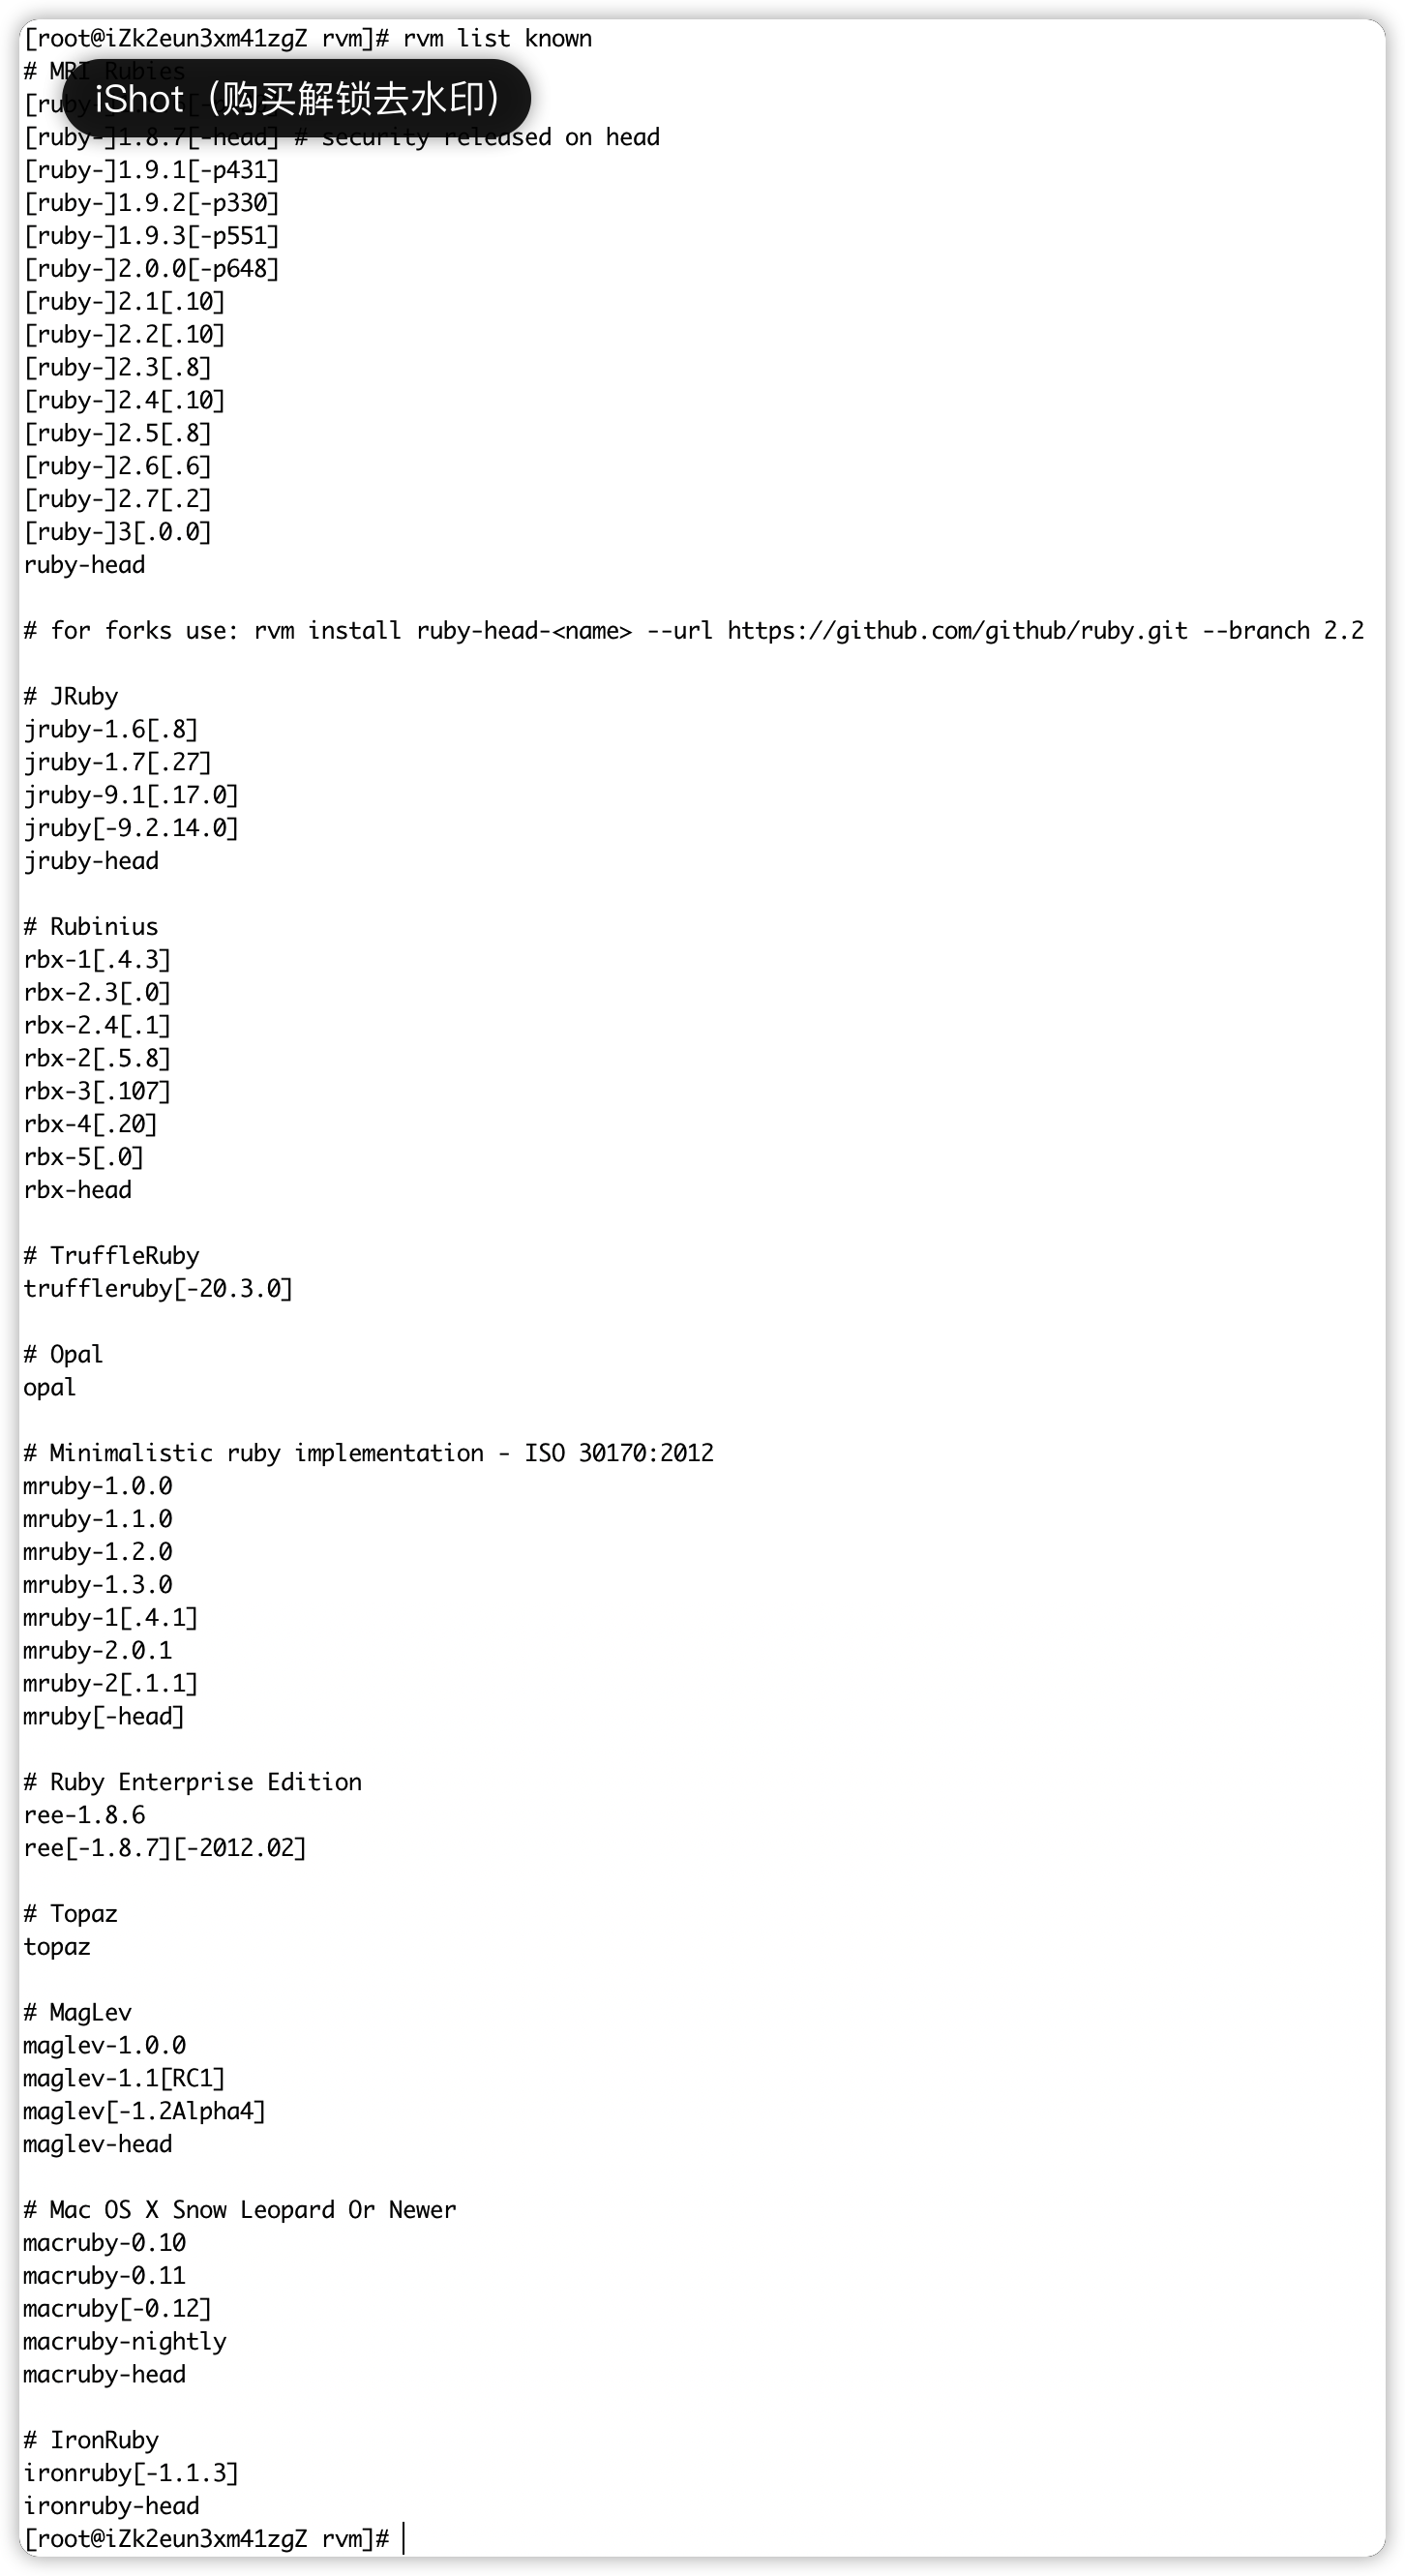 [root@iZk2eun3xm41zgZ rvm]# rvm list known
# MRI Rubies
iShot（购买解锁去水印）
[ruby-]1.8.7[-head] # security released on head
[ruby-]1.9.1[-p431]
[ruby-]1.9.2[-p330]
[ruby-]1.9.3[-p551]
[ruby-]2.0.0[-p648]
[ruby-]2.1[.10]
[ruby-]2.2[.10]
[ruby-]2.3[.8]
[ruby-]2.4[.10]
[ruby-]2.5[.8]
[ruby-]2.6[.6]
[ruby-]2.7[.2]
[ruby-]3[.0.0]
ruby-head
# for forks use: rvm install ruby-head-<name> --url https://github.com/github/ruby.git --branch 2.2
# JRuby
jruby-1.6[.8]
jruby-1.7[.27]
jruby-9.1[.17.0]
jruby[-9.2.14.0]
jruby-head
# Rubinius
rbx-1[.4.3]
rbx-2.3[.0]
rbx-2.4[.1]
rbx-2[.5.8]
rbx-3[.107]
rbx-4[.20]
rbx-5[.0]
rbx-head
# TruffleRuby
truffleruby[-20.3.0]
# Opal
opal
# Minimalistic ruby implementation - ISO 30170:2012
mruby-1.0.0
mruby-1.1.0
mruby-1.2.0
mruby-1.3.0
mruby-1[.4.1]
mruby-2.0.1
mruby-2[.1.1]
mruby[-head]
# Ruby Enterprise Edition
ree-1.8.6
ree[-1.8.7][-2012.02]
# Topaz
topaz
# MagLev
maglev-1.0.0
maglev-1.1[RC1]
maglev[-1.2Alpha4]
maglev-head
# Mac OS X Snow Leopard Or Newer
macruby-0.10
macruby-0.11
macruby[-0.12]
macruby-nightly
macruby-head
# IronRuby
ironruby[-1.1.3]
ironruby-head
[root@iZk2eun3xm41zgZ rvm]#